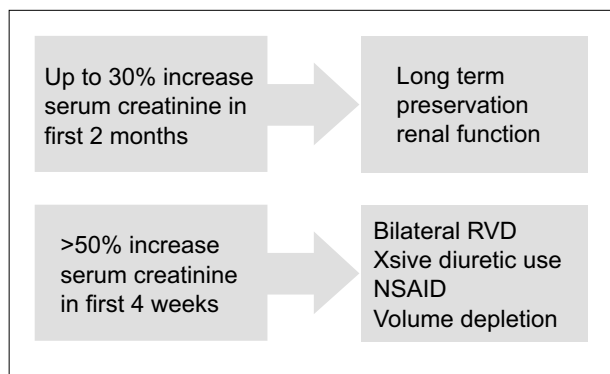 Up to 30% increase
serum creatinine in
first 2 months
Long term
preservation
renal function
>50% increase
serum creatinine
in first 4 weeks
Bilateral RVD
Xsive diuretic use
NSAID
Volume depletion